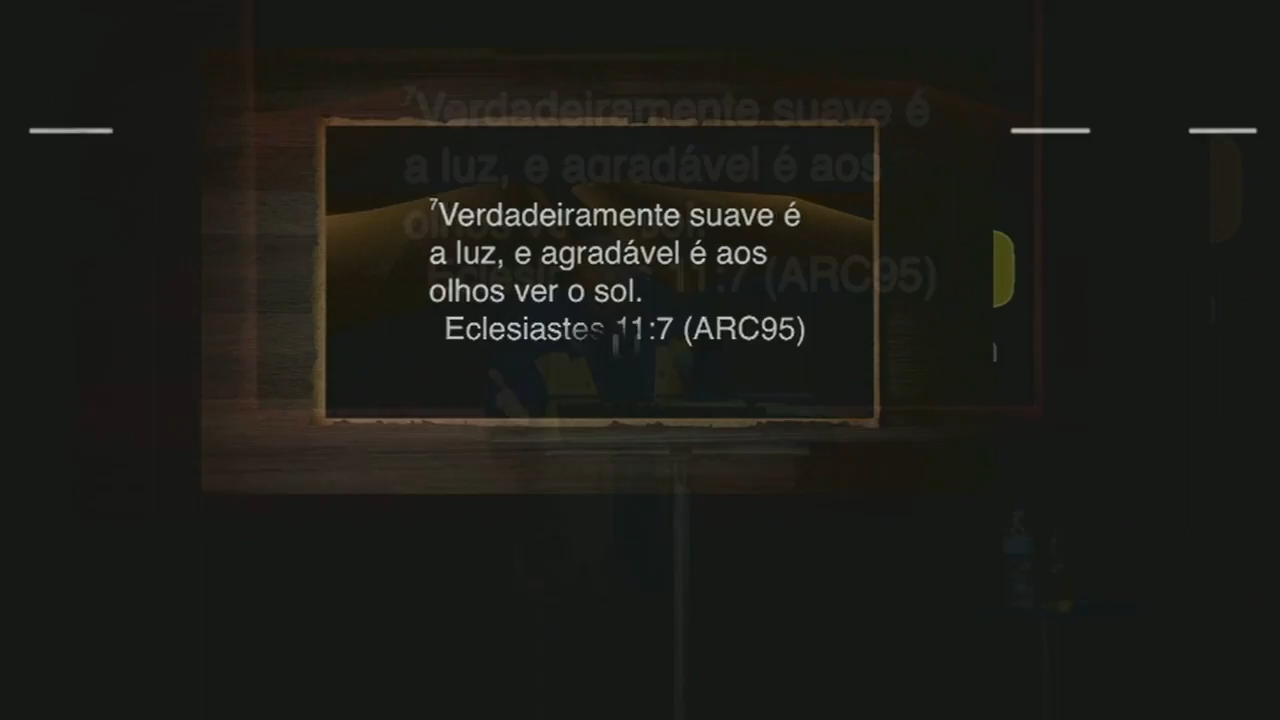 ⁷Verdadeiramente suave é
a luz, e agradável é aos
olhos ver o sol.
Eclesiastes 11:7 (ARC95)